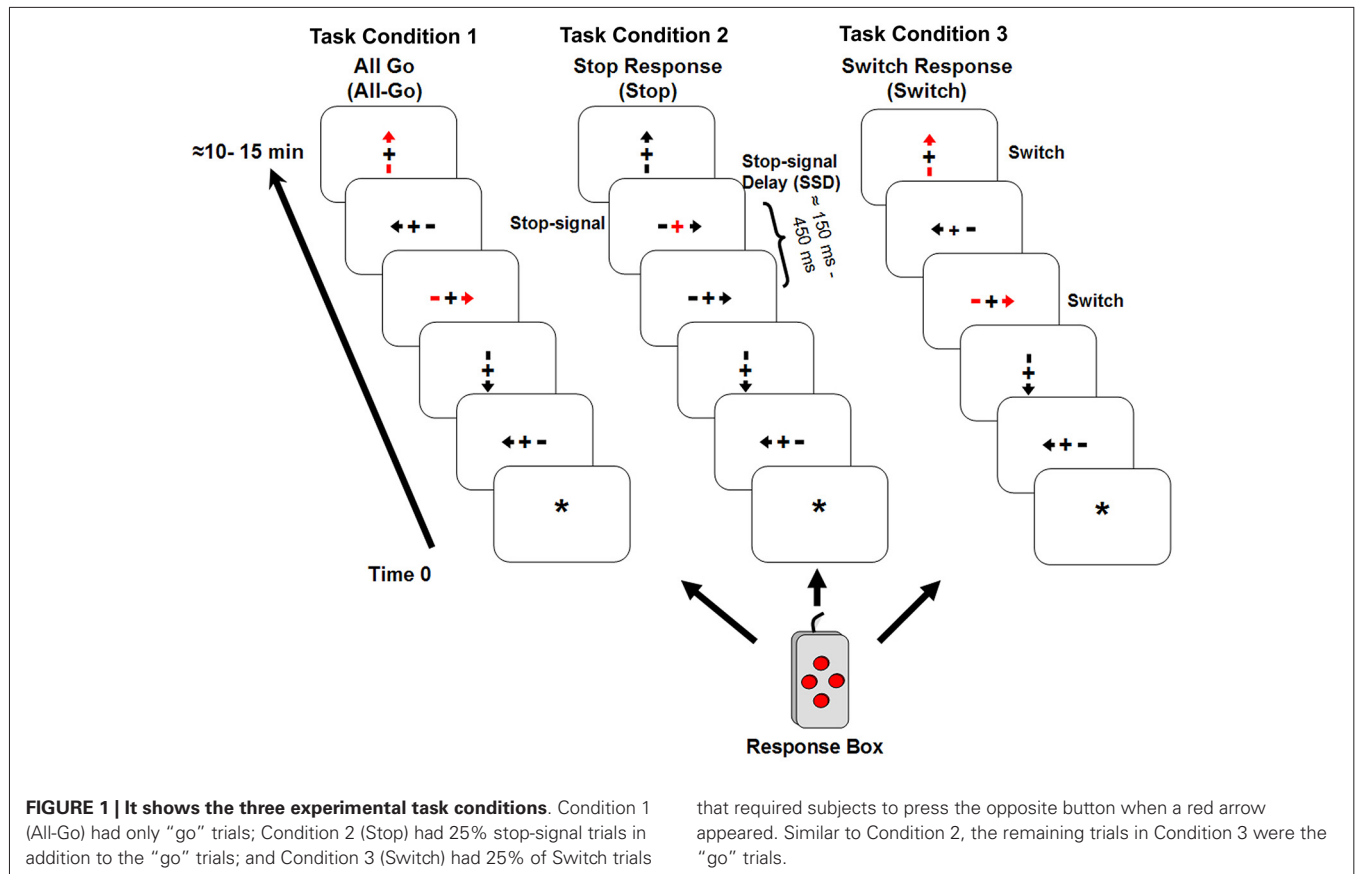 Task Condition 1
All Go
(All-Go)
Task Condition 2
Stop Response
(Stop)
Task Condition 3
Switch Response
(Switch)
≈10- 15 min
Stop-signal
Delay (SSD)
≈ 150 ms -
450 ms
Stop-signal
Switch
Switch
+
+
+
+
+
*
+
+
+
+
+
*
+
+
+
+
+
*
Time 0
Response Box
FIGURE 1 | It shows the three experimental task conditions. Condition 1
(All-Go) had only “go” trials; Condition 2 (Stop) had 25% stop-signal trials in
addition to the “go” trials; and Condition 3 (Switch) had 25% of Switch trials
that required subjects to press the opposite button when a red arrow
appeared. Similar to Condition 2, the remaining trials in Condition 3 were the
“go” trials.